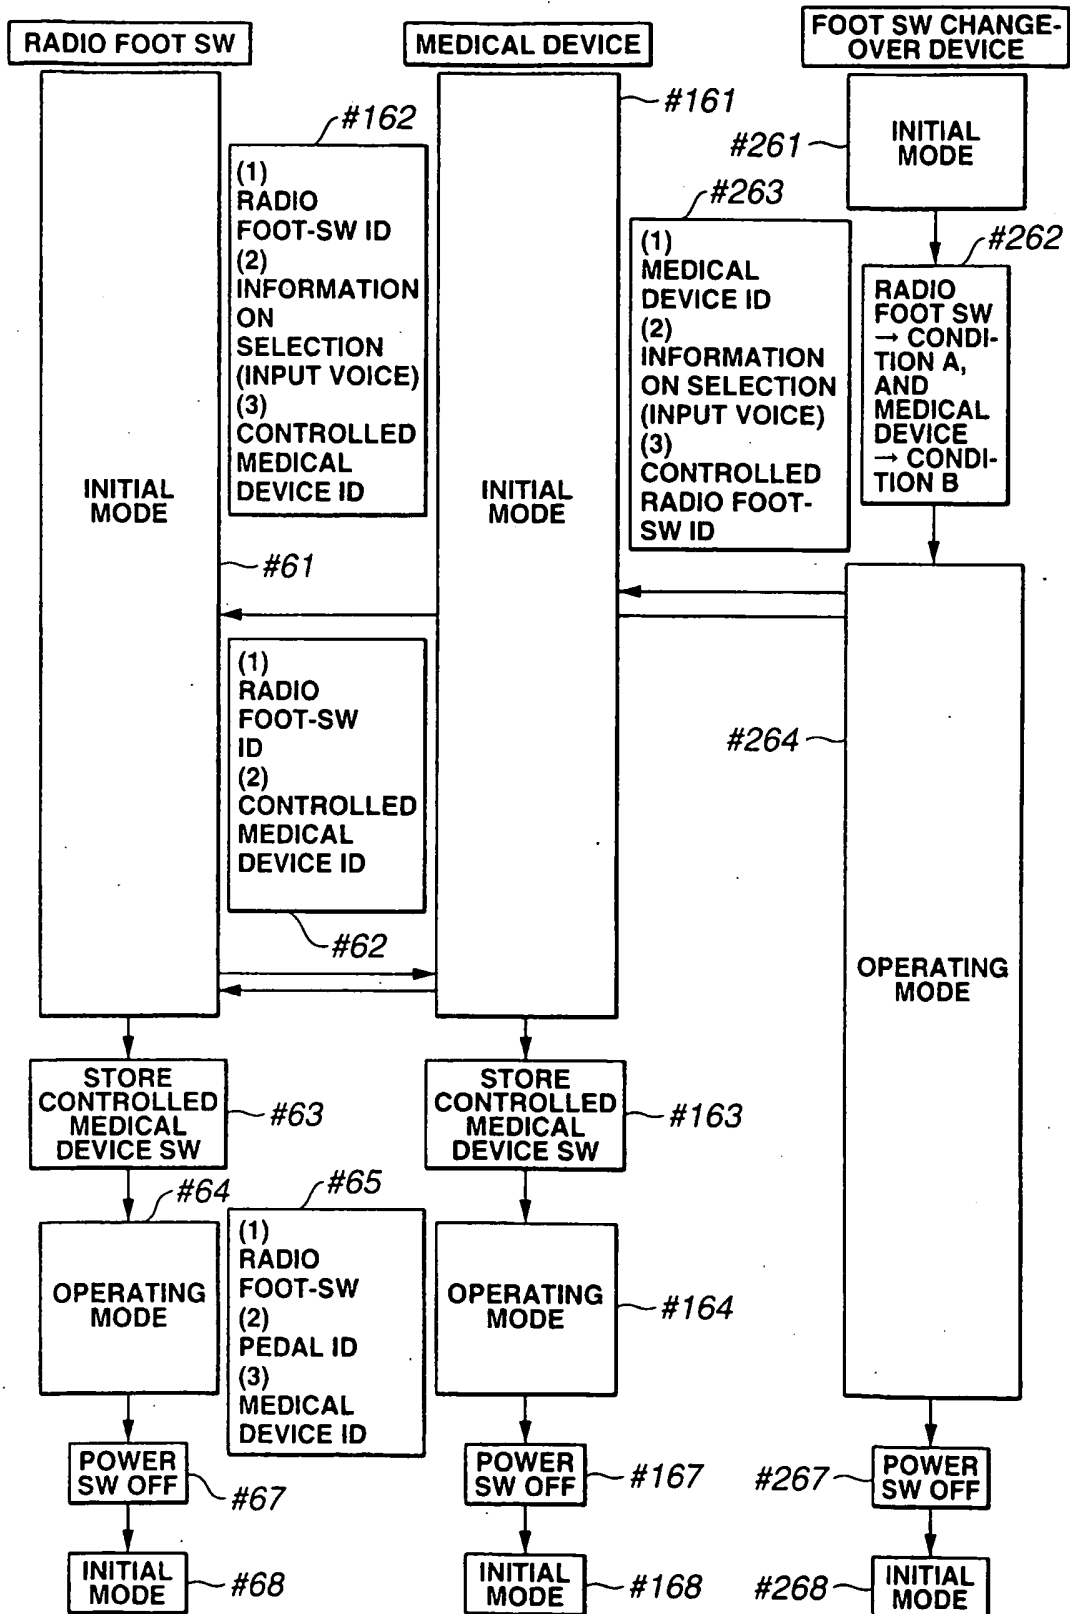 RADIO FOOT SW
MEDICAL DEVICE
FOOT SW CHANGE-
OVER DEVICE
INITIAL
MODE
#61
#162
(1)
RADIO
FOOT-SW ID
(2)
INFORMATION
ON
SELECTION
(INPUT VOICE)
(3)
CONTROLLED
MEDICAL
DEVICE ID
INITIAL
MODE
#161
#263
(1)
MEDICAL
DEVICE ID
(2)
INFORMATION
ON SELECTION
(INPUT VOICE)
(3)
CONTROLLED
RADIO FOOT-
SW ID
#261
INITIAL
MODE
#262
RADIO
FOOT SW
→ CONDI-
TION A,
AND
MEDICAL
DEVICE
→ CONDI-
TION B
(1)
RADIO
FOOT-SW
ID
(2)
CONTROLLED
MEDICAL
DEVICE ID
#62
#264
OPERATING
MODE
STORE
CONTROLLED
MEDICAL
DEVICE SW
#63
STORE
CONTROLLED
MEDICAL
DEVICE SW
#163
#64
OPERATING
MODE
#65
(1)
RADIO
FOOT-SW
(2)
PEDAL ID
(3)
MEDICAL
DEVICE ID
OPERATING
MODE
#164
POWER
SW OFF
#67
POWER
SW OFF
#167
#267
POWER
SW OFF
INITIAL
MODE
#68
INITIAL
MODE
#168
#268
INITIAL
MODE